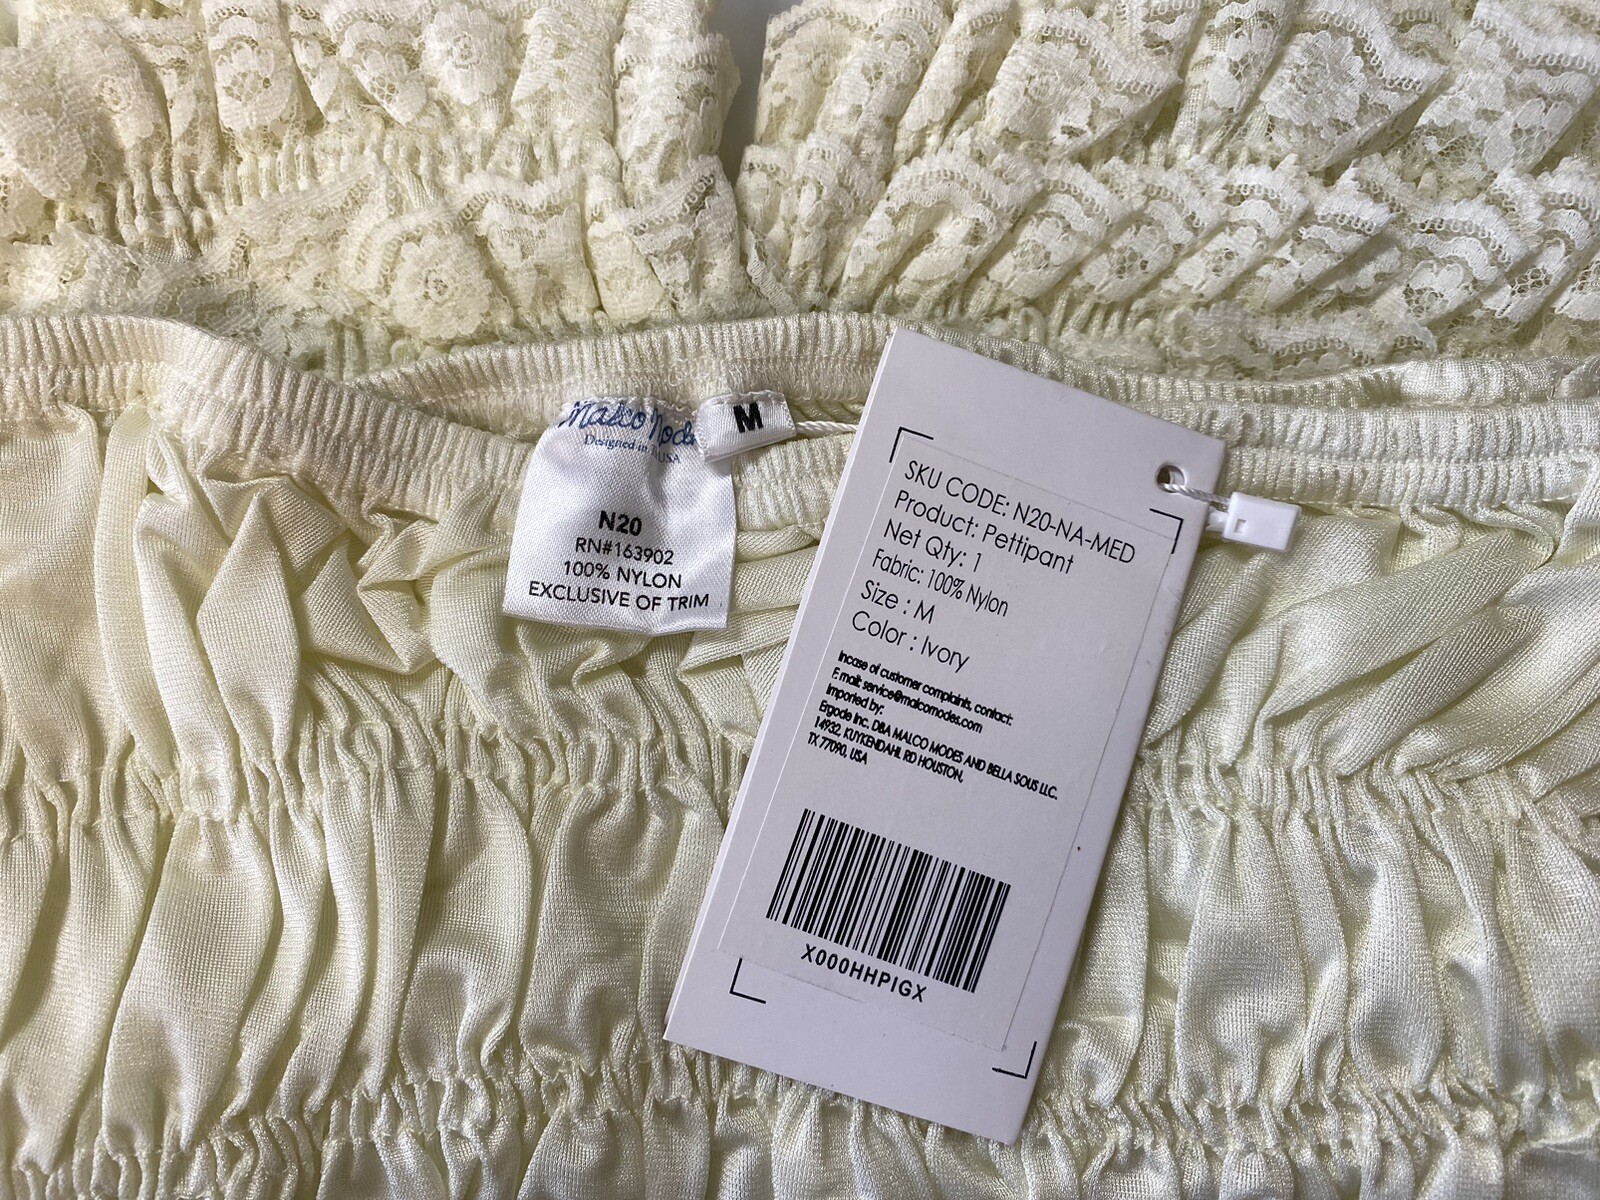 Malco Mod
Designed in USA
M
N20
RN#163902
100% NYLON
EXCLUSIVE OF TRIM
SKU CODE: N20-NA-MED
Product: Pettipant
Net Qty: 1
Fabric: 100% Nylon
Size : M
Color : Ivory
Incase of customer complaints, contact:
E. mail: service@malcomodes.com
Imported by:
Ergode Inc. DBA MALCO MODES AND BELLA SOUS LLC.
14932, KUYKENDAHL RD HOUSTON,
TX 77090, USA
X000HHPIGX